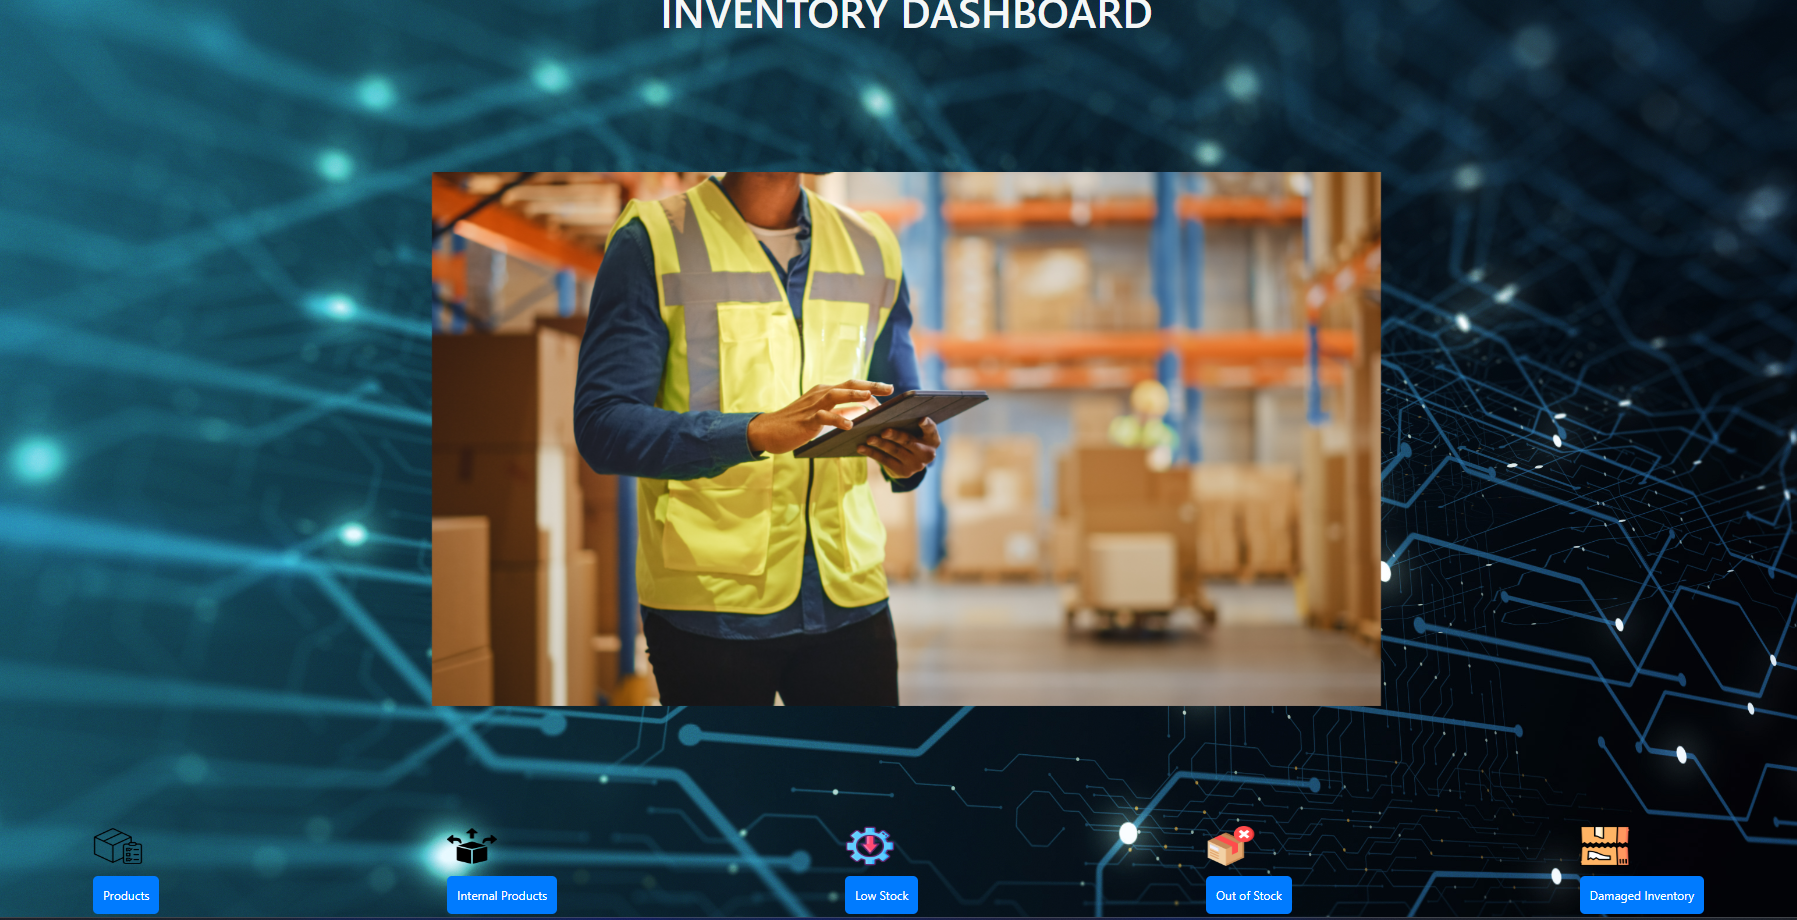 INVENTORY DASHBOARD
Products
Internal Products
Low Stock
Out of Stock
Damaged Inventory